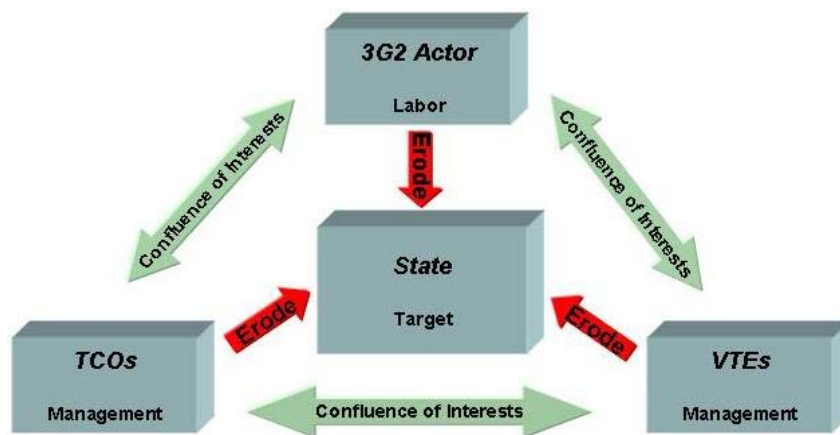 3G2 Actor
Labor
Confluence of Interests
Confluence of Interests
Erode
State
Target
Erode
Erode
TCOs
Management
VTEs
Management
Confluence of Interests